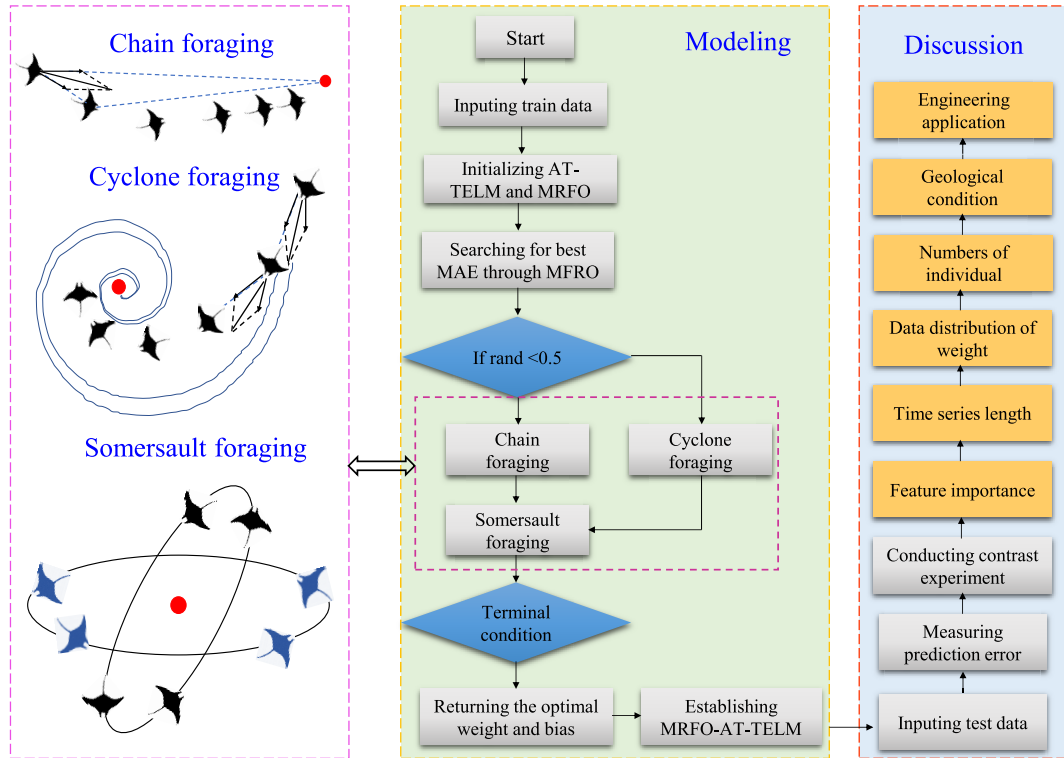 Chain foraging
Cyclone foraging
Somersault foraging
Modeling
Start
Inputing train data
Initializing AT-
TELM and MRFO
Searching for best
MAE through MFRO
If rand <0.5
Chain
foraging
Cyclone
foraging
Somersault
foraging
Terminal
condition
Returning the optimal
weight and bias
Establishing
MRFO-AT-TELM
Discussion
Engineering
application
Geological
condition
Numbers of
individual
Data distribution of
weight
Time series length
Feature importance
Conducting contrast
experiment
Measuring
prediction error
Inputing test data